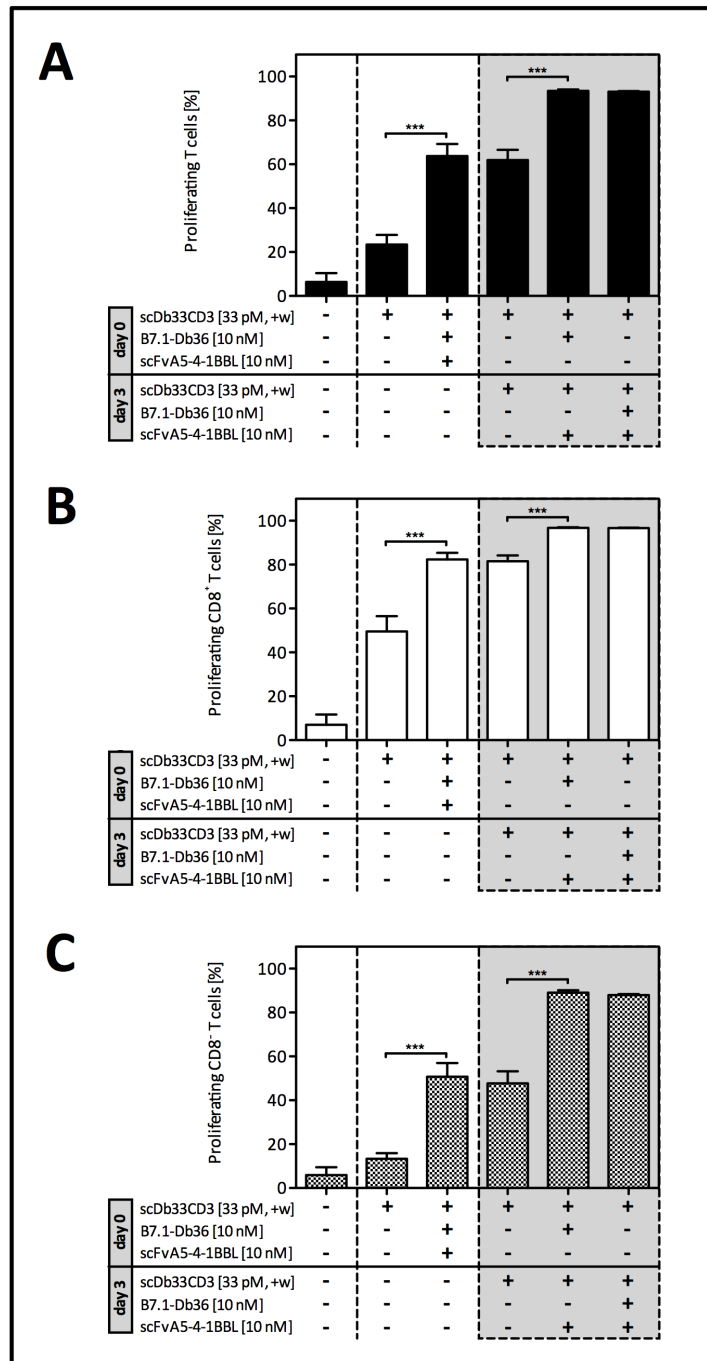 A
Proliferating T cells [%]
100
80
60
40
20
0
***
***
day 0
scDb33CD3 [33 pM, +w] - + + + + +
B7.1-Db36 [10 nM] - - + - + -
scFvA5-4-1BBL [10 nM] - - + - - -
day 3
scDb33CD3 [33 pM, +w] - - - + + +
B7.1-Db36 [10 nM] - - - - - +
scFvA5-4-1BBL [10 nM] - - - - + +
B
Proliferating CD8⁺ T cells [%]
100
80
60
40
20
0
***
***
day 0
scDb33CD3 [33 pM, +w] - + + + + +
B7.1-Db36 [10 nM] - - + - + -
scFvA5-4-1BBL [10 nM] - - + - - -
day 3
scDb33CD3 [33 pM, +w] - - - + + +
B7.1-Db36 [10 nM] - - - - - +
scFvA5-4-1BBL [10 nM] - - - - + +
C
Proliferating CD8⁻ T cells [%]
100
80
60
40
20
0
***
***
day 0
scDb33CD3 [33 pM, +w] - + + + + +
B7.1-Db36 [10 nM] - - + - + -
scFvA5-4-1BBL [10 nM] - - + - - -
day 3
scDb33CD3 [33 pM, +w] - - - + + +
B7.1-Db36 [10 nM] - - - - - +
scFvA5-4-1BBL [10 nM] - - - - + +